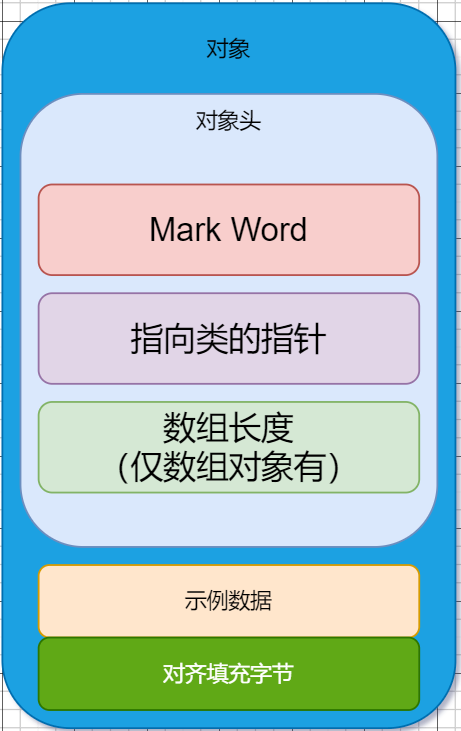 对象
对象头
Mark Word
指向类的指针
数组长度
（仅数组对象有）
示例数据
对齐填充字节